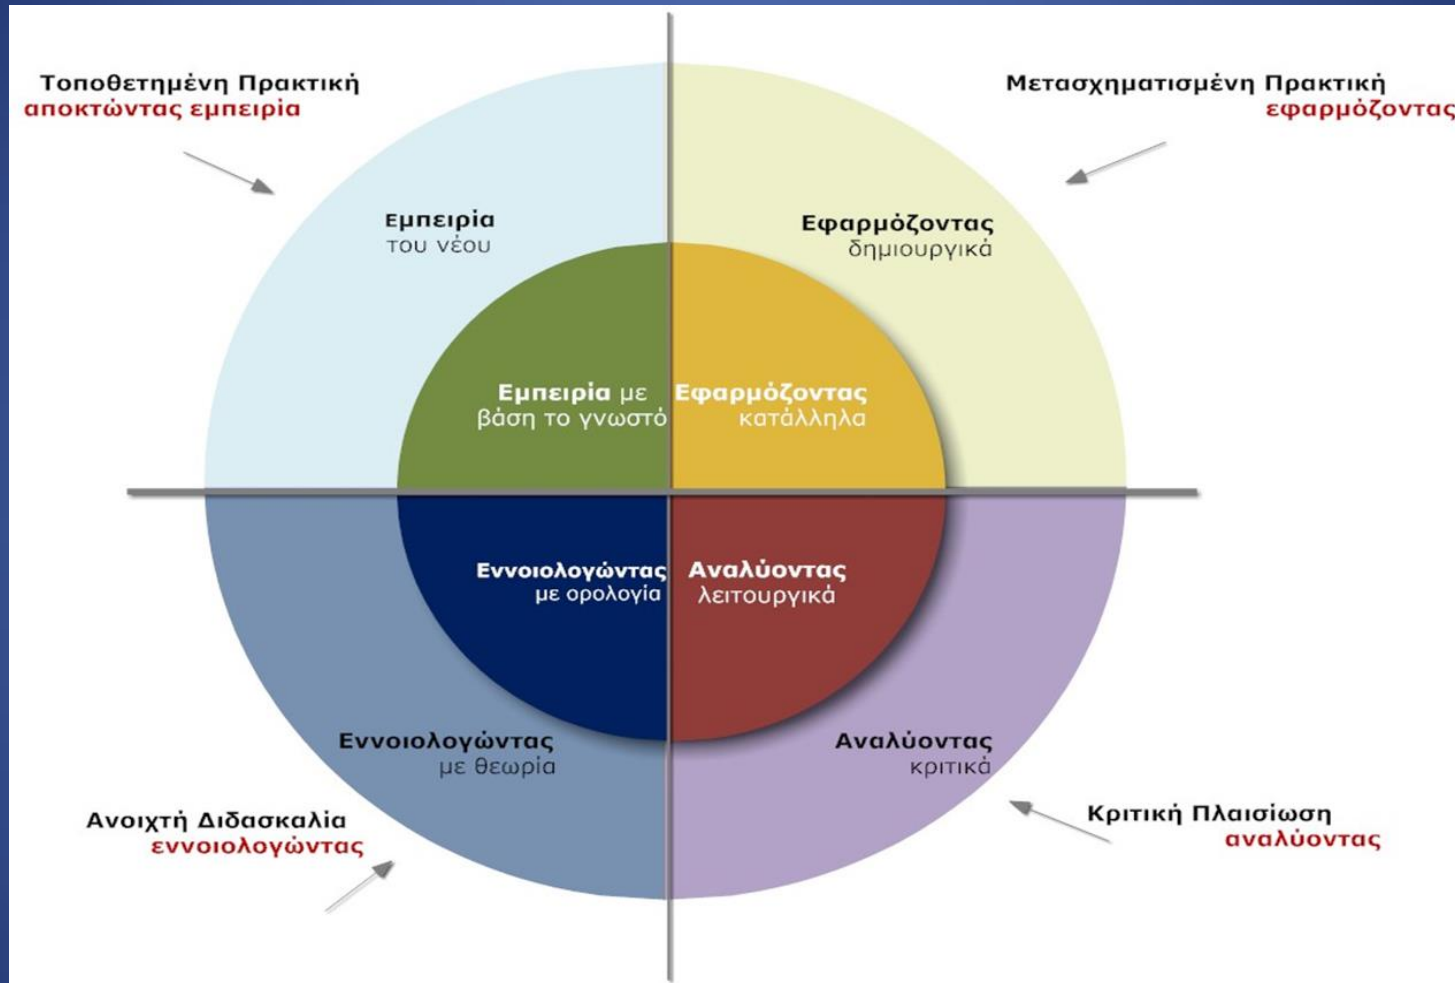 Τοποθετημένη Πρακτική
αποκτώντας εμπειρία
Μετασχηματισμένη Πρακτική
εφαρμόζοντας
Εμπειρία
του νέου
Εφαρμόζοντας
δημιουργικά
Εμπειρία με
βάση το γνωστό
Εφαρμόζοντας
κατάλληλα
Εννοιολογώντας
με ορολογία
Αναλύοντας
λειτουργικά
Εννοιολογώντας
με θεωρία
Αναλύοντας
κριτικά
Ανοιχτή Διδασκαλία
εννοιολογώντας
Κριτική Πλαισίωση
αναλύοντας